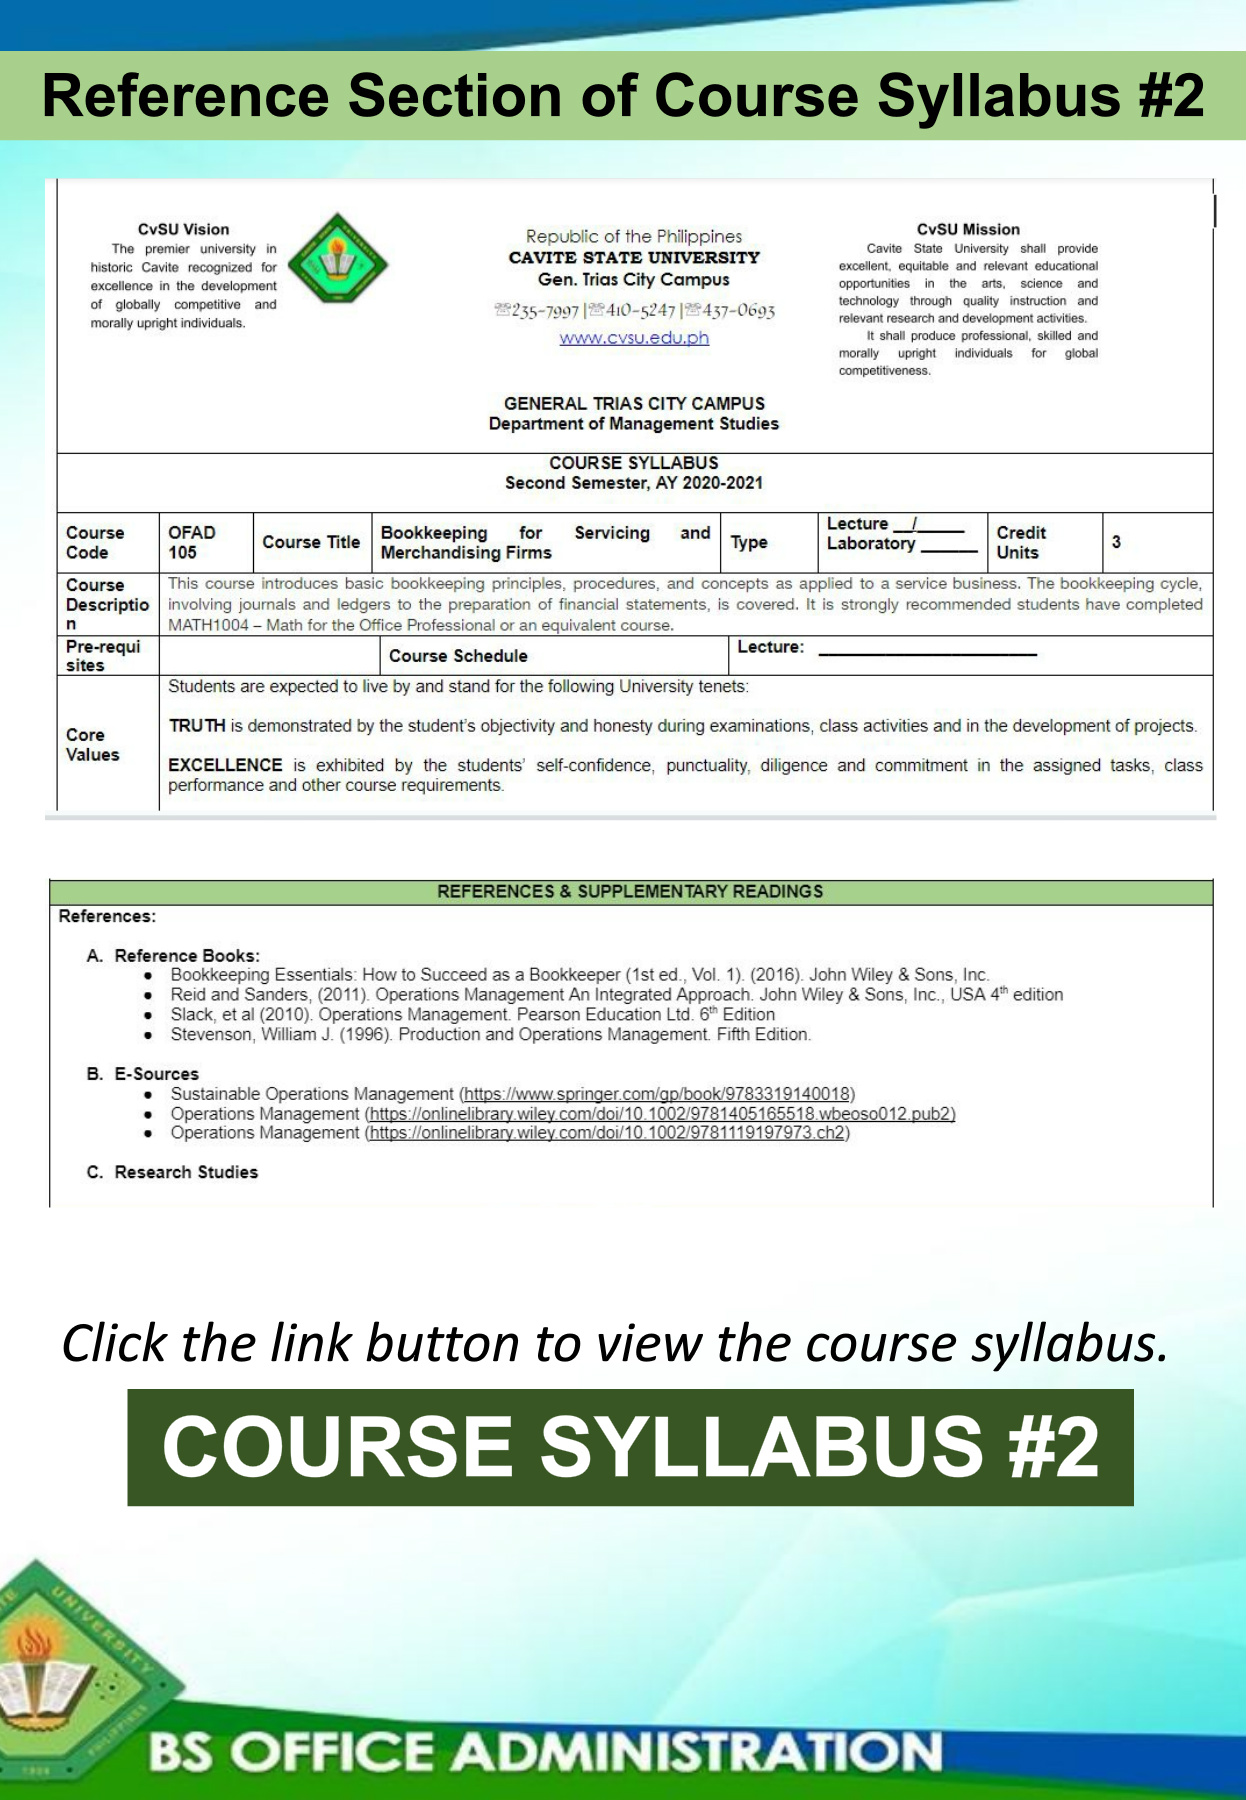 Reference Section of Course Syllabus #2
CvSU Vision
The premier university in
historic Cavite recognized for
excellence in the development
of globally competitive and
morally upright individuals.
Republic of the Philippines
CAVITE STATE UNIVERSITY
Gen. Trias City Campus
☏235-7997 |☏410-5247 |☏437-0693
www.cvsu.edu.ph
CvSU Mission
Cavite State University shall provide
excellent, equitable and relevant educational
opportunities in the arts, science and
technology through quality instruction and
relevant research and development activities.
It shall produce professional, skilled and
morally upright individuals for global
competitiveness.
GENERAL TRIAS CITY CAMPUS
Department of Management Studies
COURSE SYLLABUS
Second Semester, AY 2020-2021
Course
Code
OFAD
105
Course Title
Bookkeeping for Servicing and
Merchandising Firms
Type
Lecture __/_____
Laboratory ______
Credit
Units
3
Course
Descriptio
n
This course introduces basic bookkeeping principles, procedures, and concepts as applied to a service business. The bookkeeping cycle,
involving journals and ledgers to the preparation of financial statements, is covered. It is strongly recommended students have completed
MATH1004 – Math for the Office Professional or an equivalent course.
Pre-requi
sites
Course Schedule
Lecture: ______________________
Core
Values
Students are expected to live by and stand for the following University tenets:
TRUTH is demonstrated by the student's objectivity and honesty during examinations, class activities and in the development of projects.
EXCELLENCE is exhibited by the students' self-confidence, punctuality, diligence and commitment in the assigned tasks, class
performance and other course requirements.
REFERENCES & SUPPLEMENTARY READINGS
References:
A. Reference Books:
● Bookkeeping Essentials: How to Succeed as a Bookkeeper (1st ed., Vol. 1). (2016). John Wiley & Sons, Inc.
● Reid and Sanders, (2011). Operations Management An Integrated Approach. John Wiley & Sons, Inc., USA 4th edition
● Slack, et al (2010). Operations Management. Pearson Education Ltd. 6th Edition
● Stevenson, William J. (1996). Production and Operations Management. Fifth Edition.
B. E-Sources
● Sustainable Operations Management (https://www.springer.com/gp/book/9783319140018)
● Operations Management (https://onlinelibrary.wiley.com/doi/10.1002/9781405165518.wbeoso012.pub2)
● Operations Management (https://onlinelibrary.wiley.com/doi/10.1002/9781119197973.ch2)
C. Research Studies
Click the link button to view the course syllabus.
COURSE SYLLABUS #2
UNIVERSITY
PHILIPPINES
BS OFFICE ADMINISTRATION